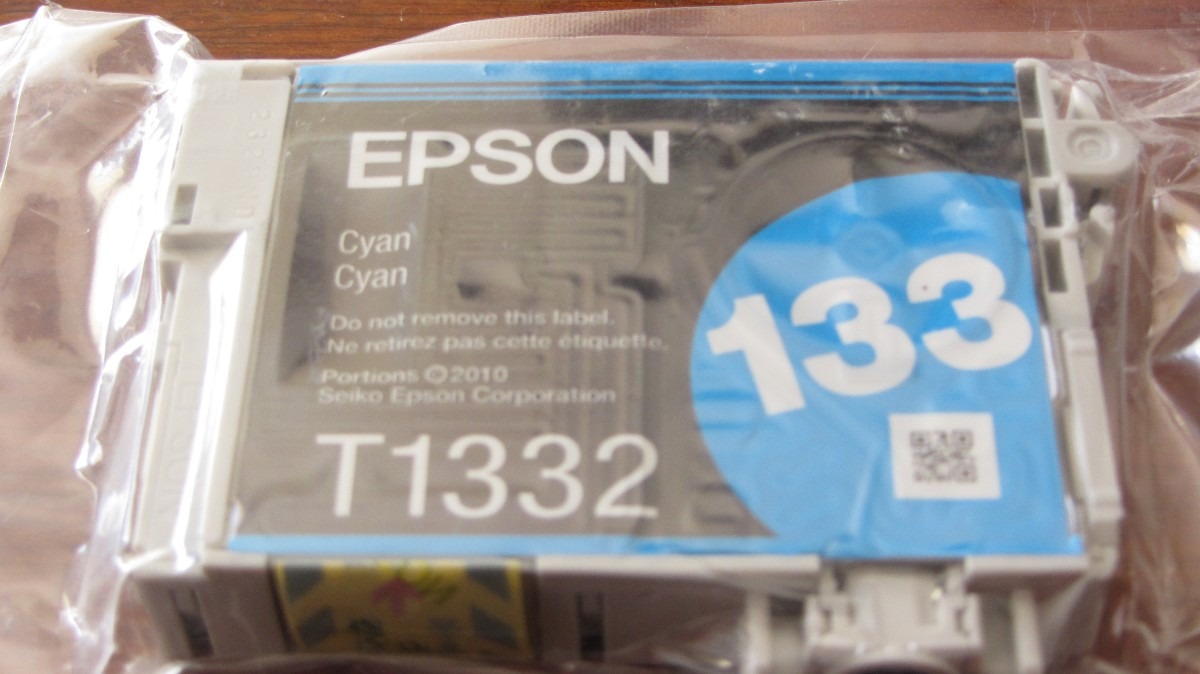 EPSON
Cyan
Cyan
Do not remove this label.
Ne retirez pas cette étiquette.
Portions ©2010
Seiko Epson Corporation
T1332
133